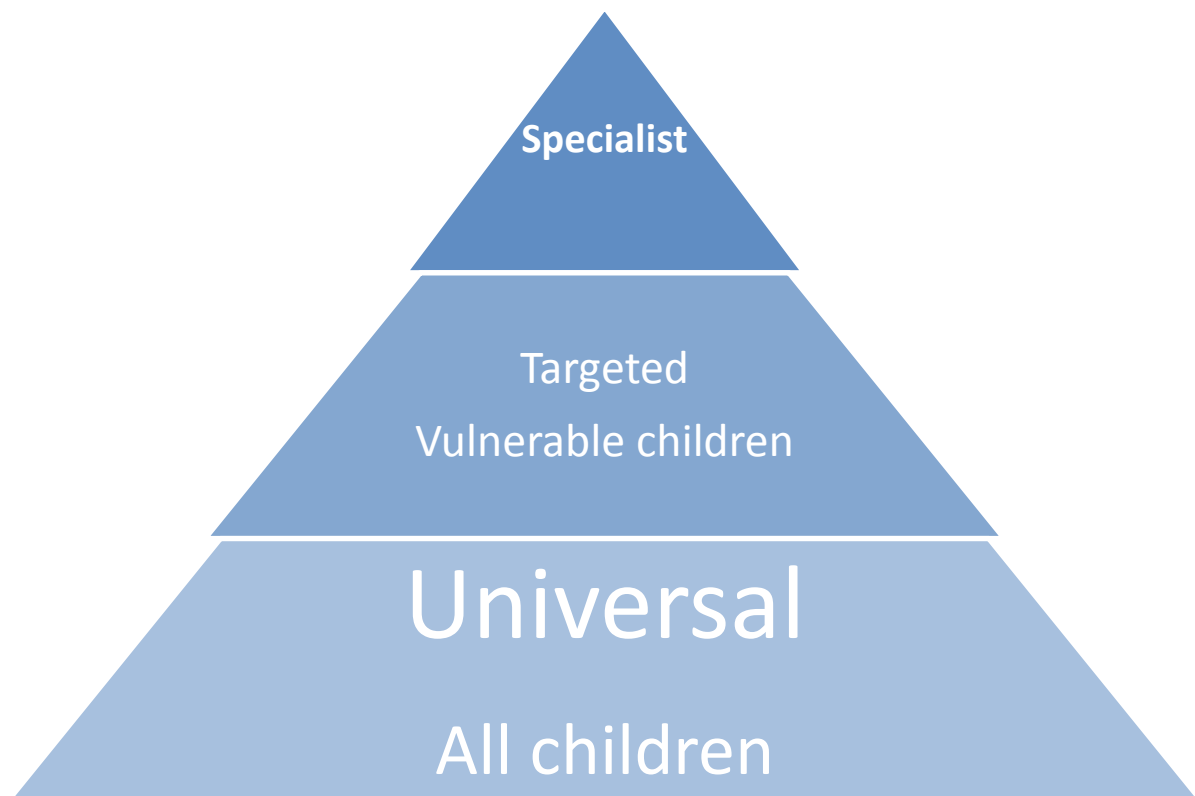 Specialist
Targeted
Vulnerable children
Universal
All children